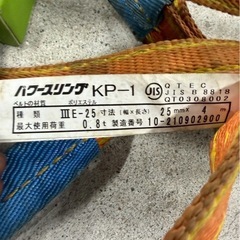 パワースリング KP-1
JIS
QTEC
JIS B 8818
QT0308002
ベルトの材質 ポリエステル
種類 ⅢE-25 寸法(幅×長さ) 25mm× 4m
最大使用荷重 0.8t 製造番号 10-210902900